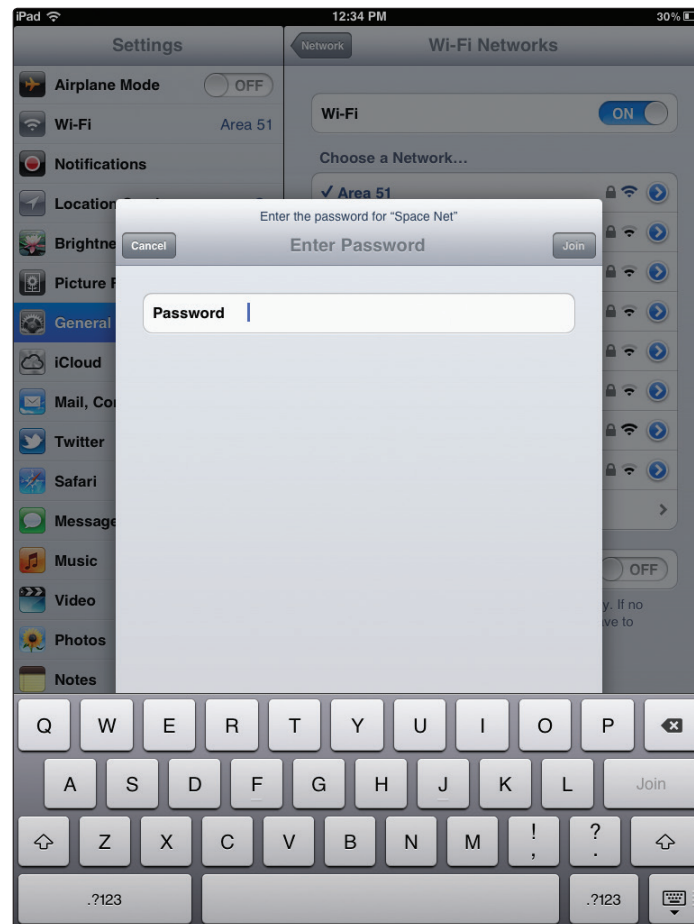 iPad 12:34 PM 30%
Settings
Network Wi-Fi Networks
Airplane Mode OFF
Wi-Fi Area 51
Notifications
Wi-Fi ON
Choose a Network...
✓ Area 51
Enter the password for “Space Net”
Cancel Enter Password Join
Password
General
iCloud
Mail,
Twitter
Safari
Music
Video
Photos
Notes
OFF
y. If no
ve to
Q W E R T Y U I O P
A S D F G H J K L Join
Z X C V B N M ! , ? .
.?123 .?123